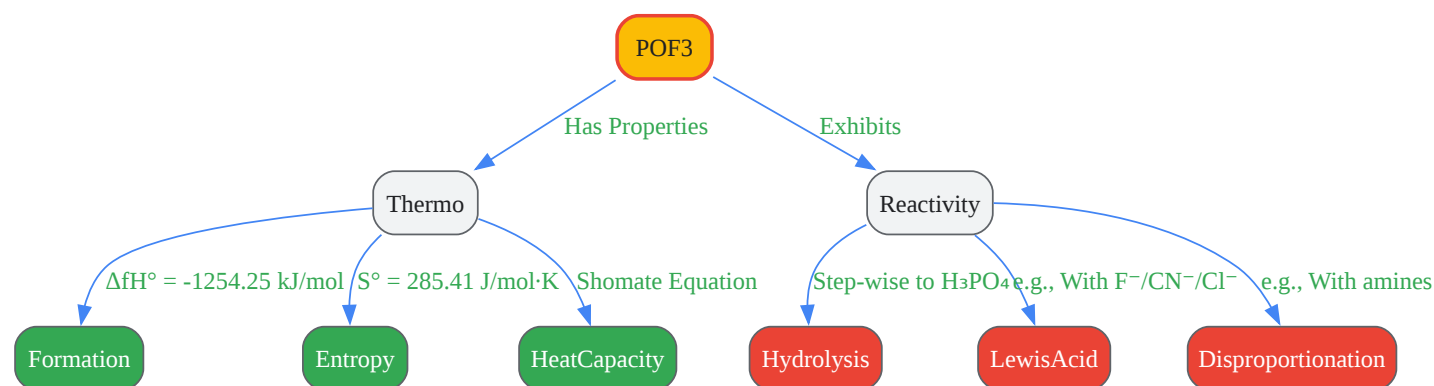 POF3
Has Properties
Exhibits
Thermo
Reactivity
ΔfH° = -1254.25 kJ/mol
S° = 285.41 J/mol·K
Shomate Equation
Step-wise to H₃PO₄
e.g., With F⁻/CN⁻/Cl⁻
e.g., With amines
Formation
Entropy
HeatCapacity
Hydrolysis
LewisAcid
Disproportionation